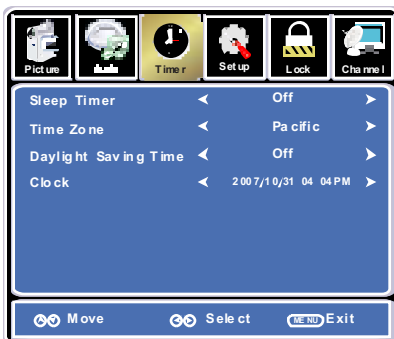 Picture Timer Setup Lock Channel
Sleep Timer Off
Time Zone Pacific
Daylight Saving Time Off
Clock 2007/10/31 04 04PM
Move Select MENU Exit